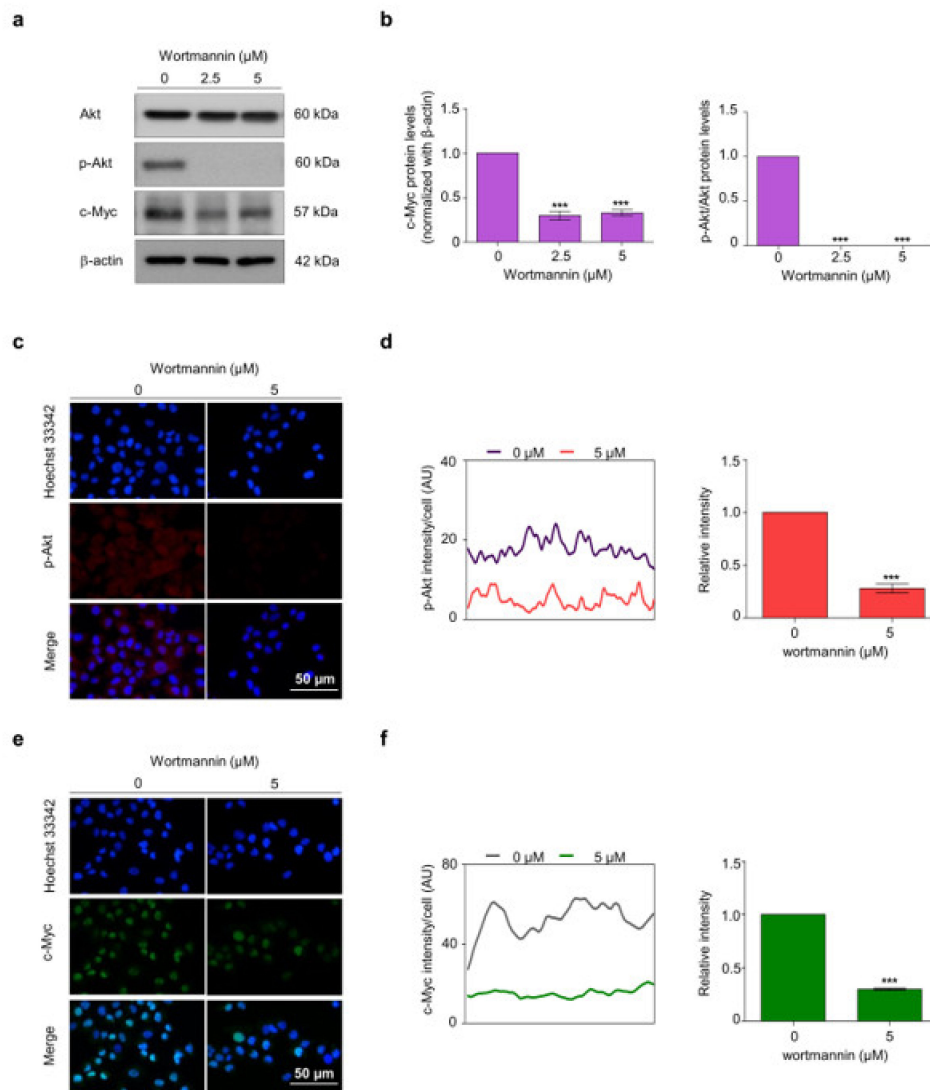 a
Wortmannin (µM)
0 2.5 5
Akt 60 kDa
p-Akt 60 kDa
c-Myc 57 kDa
β-actin 42 kDa
b
c-Myc protein levels
(normalized with β-actin)
1.5
1.0
0.5
0
*** ***
0 2.5 5
Wortmannin (µM)
p-Akt/Akt protein levels
1.5
1.0
0.5
0
*** ***
0 2.5 5
Wortmannin (µM)
c
Wortmannin (µM)
0 5
Hoechst 33342
p-Akt
Merge
50 µm
d
0 µM 5 µM
p-Akt intensity/cell (AU)
40
20
0
Relative intensity
1.5
1.0
0.5
0
***
0 5
wortmannin (µM)
e
Wortmannin (µM)
0 5
Hoechst 33342
c-Myc
Merge
50 µm
f
0 µM 5 µM
c-Myc intensity/cell (AU)
80
40
0
Relative intensity
1.5
1.0
0.5
0
***
0 5
wortmannin (µM)